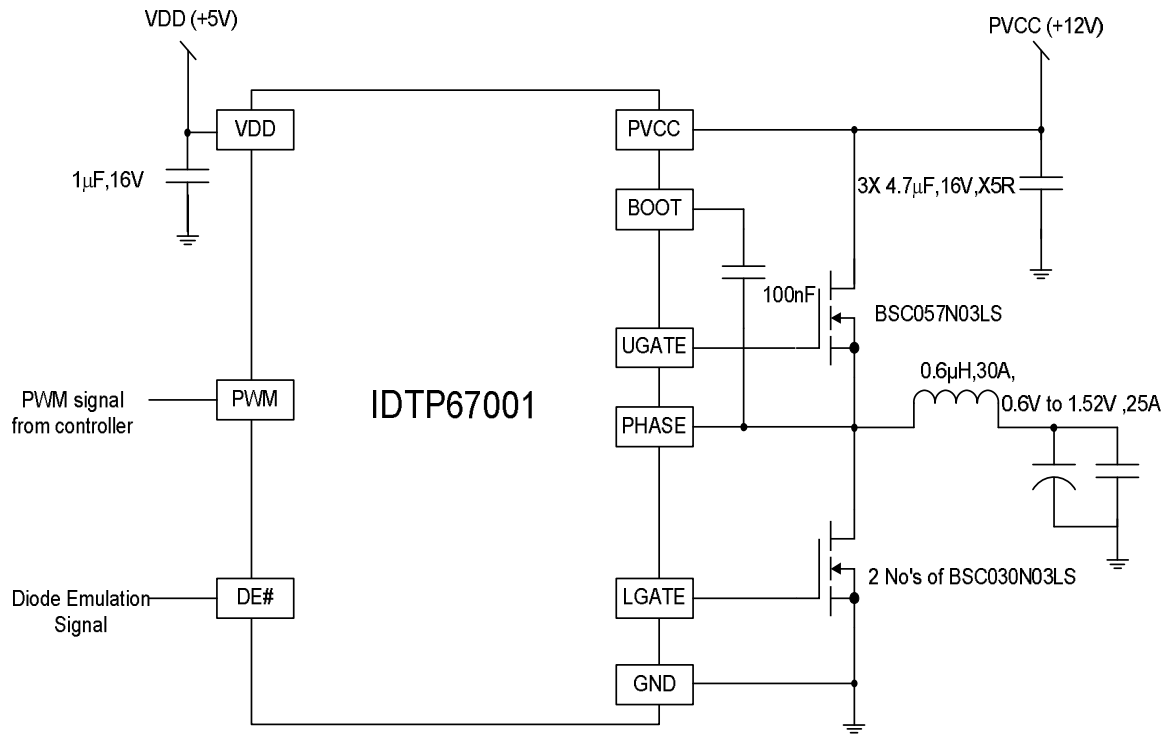 VDD (+5V)
PVCC (+12V)
VDD
PVCC
1μF,16V
3X 4.7μF,16V,X5R
BOOT
100nF
BSC057N03LS
UGATE
0.6μH,30A,
PWM signal
from controller
PWM
IDTP67001
PHASE
0.6V to 1.52V ,25A
Diode Emulation
Signal
DE#
LGATE
2 No's of BSC030N03LS
GND